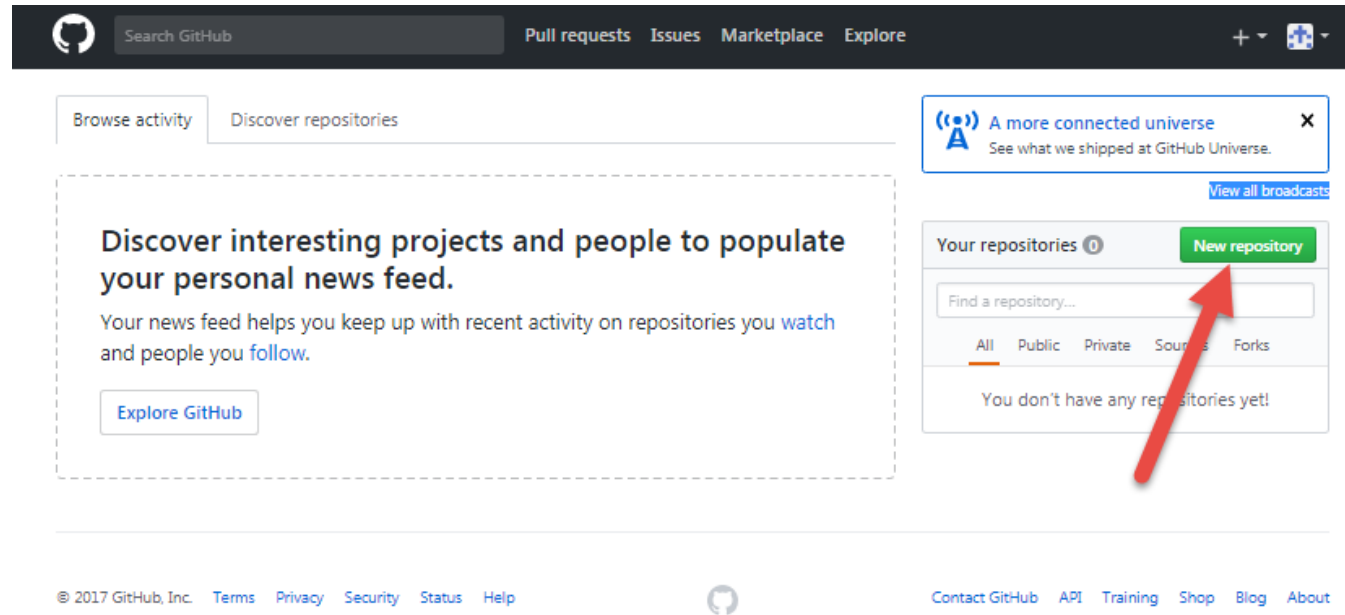 Search GitHub
Pull requests Issues Marketplace Explore
Browse activity Discover repositories
A more connected universe
See what we shipped at GitHub Universe.
View all broadcasts
Discover interesting projects and people to populate
your personal news feed.
Your news feed helps you keep up with recent activity on repositories you watch
and people you follow.
Explore GitHub
Your repositories 0 New repository
Find a repository...
All Public Private Sources Forks
You don't have any repositories yet!
© 2017 GitHub, Inc. Terms Privacy Security Status Help
Contact GitHub API Training Shop Blog About